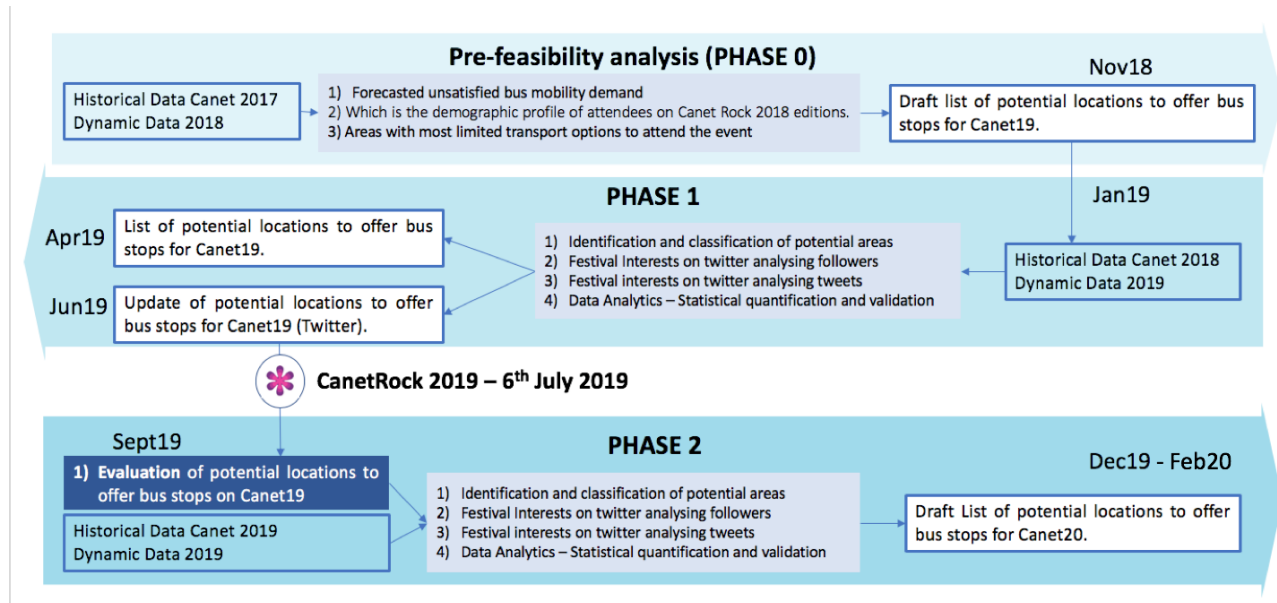 Pre-feasibility analysis (PHASE 0)
Nov18
Historical Data Canet 2017
Dynamic Data 2018
1) Forecasted unsatisfied bus mobility demand
2) Which is the demographic profile of attendees on Canet Rock 2018 editions.
3) Areas with most limited transport options to attend the event
Draft list of potential locations to offer bus
stops for Canet19.
PHASE 1
Jan19
Apr19
List of potential locations to offer bus
stops for Canet19.
Jun19
Update of potential locations to offer
bus stops for Canet19 (Twitter).
1) Identification and classification of potential areas
2) Festival Interests on twitter analysing followers
3) Festival interests on twitter analysing tweets
4) Data Analytics – Statistical quantification and validation
Historical Data Canet 2018
Dynamic Data 2019
CanetRock 2019 – 6th July 2019
PHASE 2
Sept19
1) Evaluation of potential locations to
offer bus stops on Canet19
Historical Data Canet 2019
Dynamic Data 2019
1) Identification and classification of potential areas
2) Festival Interests on twitter analysing followers
3) Festival interests on twitter analysing tweets
4) Data Analytics – Statistical quantification and validation
Dec19 - Feb20
Draft List of potential locations to offer
bus stops for Canet20.